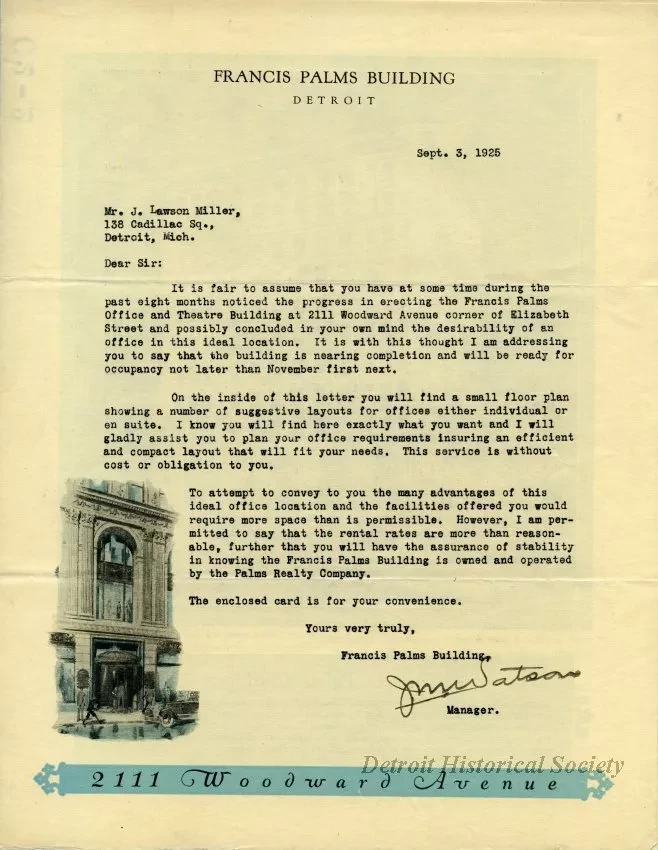 FRANCIS PALMS BUILDING
DETROIT
Sept. 3, 1925
Mr. J. Lawson Miller,
138 Cadillac Sq.,
Detroit, Mich.
Dear Sir:
It is fair to assume that you have at some time during the
past eight months noticed the progress in erecting the Francis Palms
Office and Theatre Building at 2111 Woodward Avenue corner of Elizabeth
Street and possibly concluded in your own mind the desirability of an
office in this ideal location. It is with this thought I am addressing
you to say that the building is nearing completion and will be ready for
occupancy not later than November first next.
On the inside of this letter you will find a small floor plan
showing a number of suggestive layouts for offices either individual or
en suite. I know you will find here exactly what you want and I will
gladly assist you to plan your office requirements insuring an efficient
and compact layout that will fit your needs. This service is without
cost or obligation to you.
To attempt to convey to you the many advantages of this
ideal office location and the facilities offered you would
require more space than is permissible. However, I am per-
mitted to say that the rental rates are more than reason-
able, further that you will have the assurance of stability
in knowing the Francis Palms Building is owned and operated
by the Palms Realty Company.
The enclosed card is for your convenience.
Yours very truly,
Francis Palms Building,
JM Watson
Manager.
Detroit Historical Society
2111 Woodward Avenue